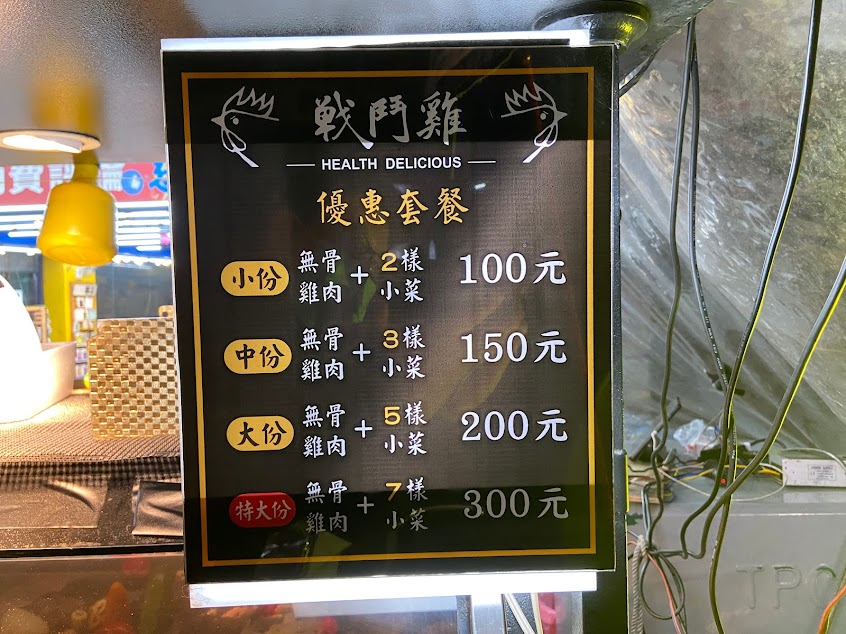 戦鬥雞
HEALTH DELICIOUS
優惠套餐
小份 無骨雞肉+2樣小菜 100元
中份 無骨雞肉+3樣小菜 150元
大份 無骨雞肉+5樣小菜 200元
特大份 無骨雞肉+7樣小菜 300元
TPC